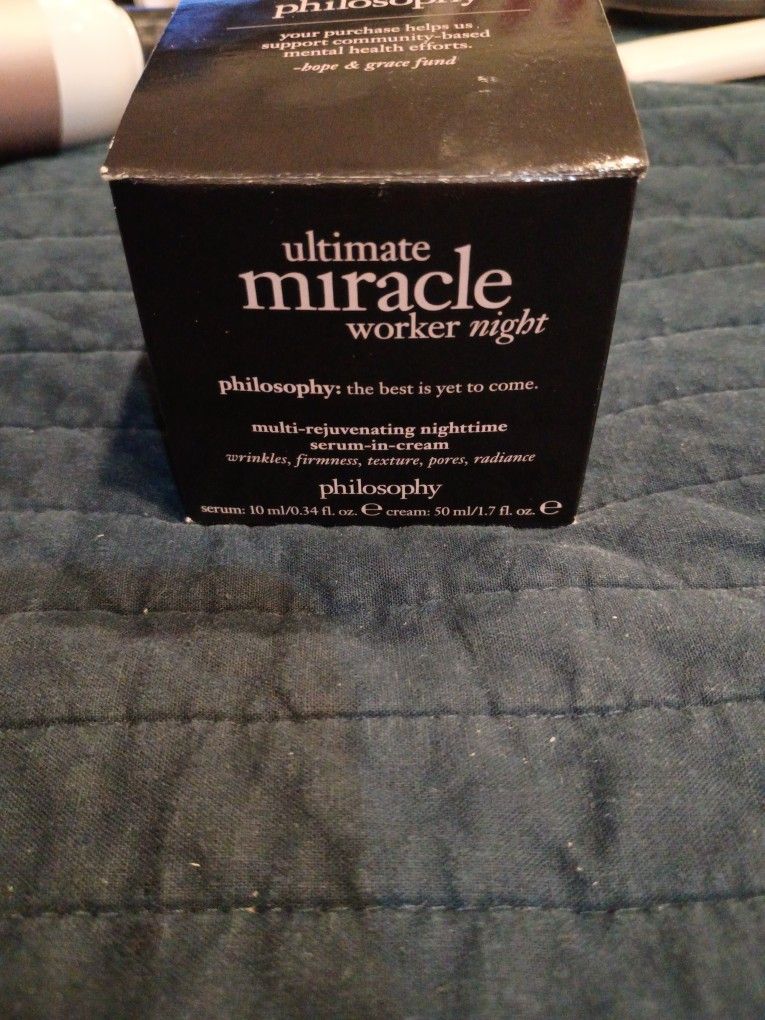 philosophy
your purchase helps us
support community-based
mental health efforts.
-hope & grace fund
ultimate
miracle
worker night
philosophy: the best is yet to come.
multi-rejuvenating nighttime
serum-in-cream
wrinkles, firmness, texture, pores, radiance
philosophy
serum: 10 ml/0.34 fl. oz. ℮ cream: 50 ml/1.7 fl. oz. ℮